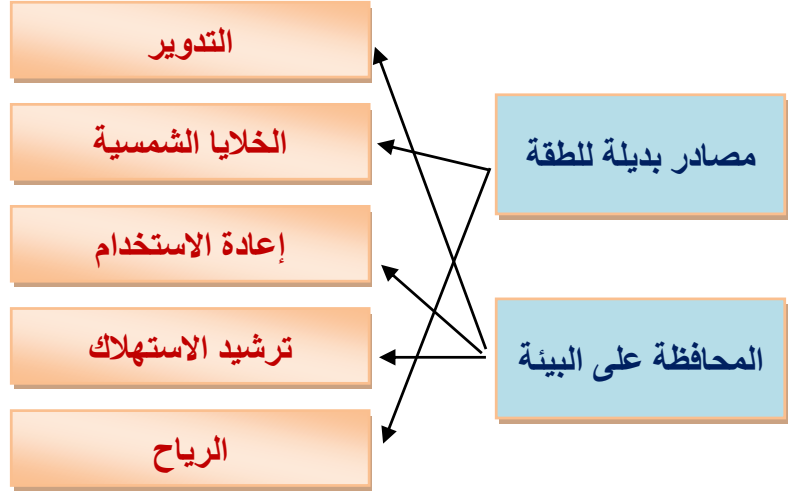 مصادر بديلة للطقة
المحافظة على البيئة
التدوير
الخلايا الشمسية
إعادة الاستخدام
ترشيد الاستهلاك
الرياح